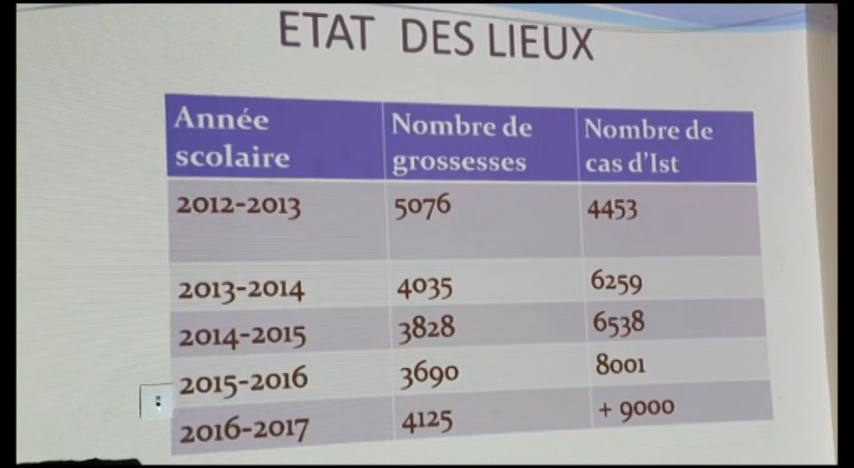 ETAT DES LIEUX
Année scolaire Nombre de grossesses Nombre de cas d'Ist
2012-2013 5076 4453
2013-2014 4035 6259
2014-2015 3828 6538
2015-2016 3690 8001
2016-2017 4125 + 9000